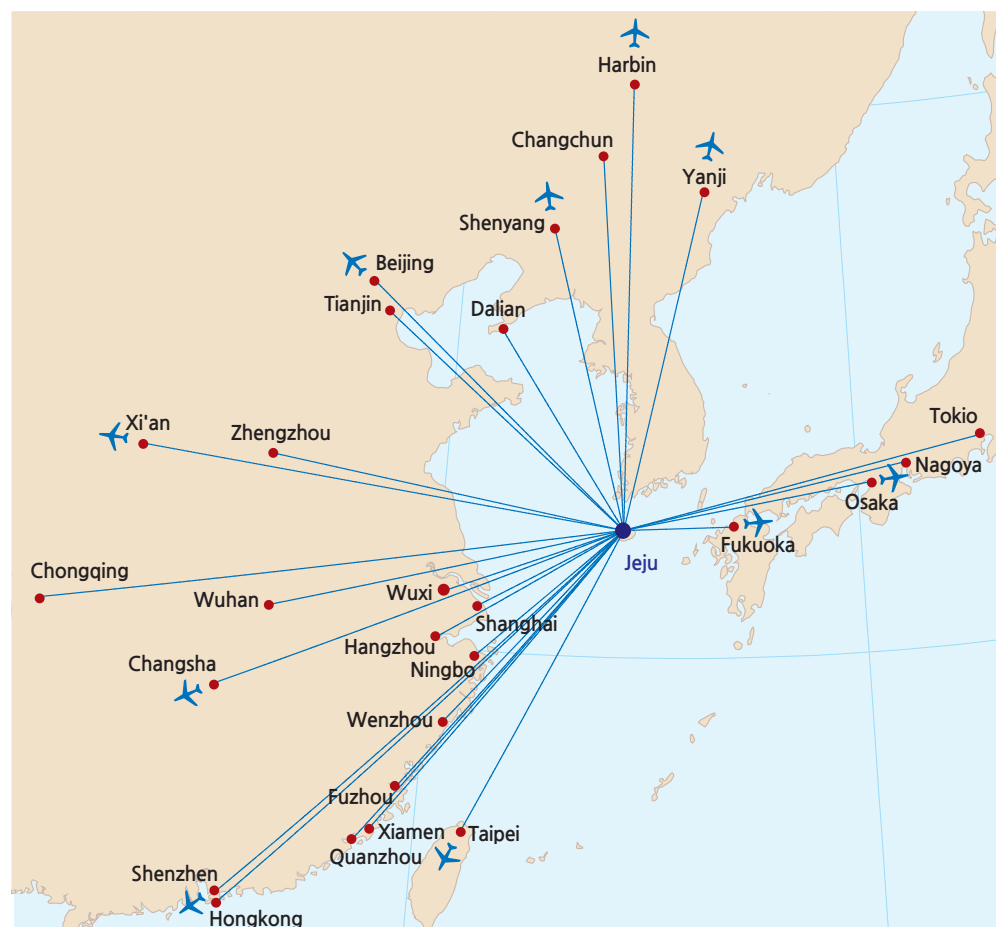 Harbin
Changchun
Yanji
Shenyang
Beijing
Tianjin
Dalian
Xi'an
Zhengzhou
Tokio
Nagoya
Osaka
Fukuoka
Jeju
Chongqing
Wuxi
Wuhan
Shanghai
Hangzhou
Ningbo
Changsha
Wenzhou
Fuzhou
Xiamen
Taipei
Quanzhou
Shenzhen
Hongkong